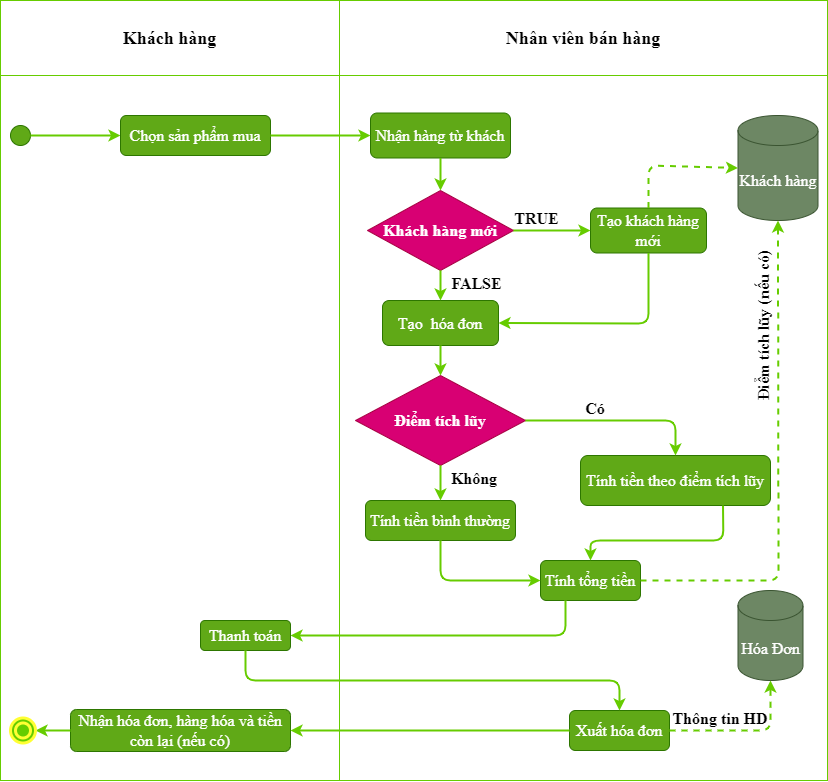 Khách hàng
Nhân viên bán hàng
Chọn sản phẩm mua
Nhận hàng từ khách
Khách hàng
Khách hàng mới
TRUE
Tạo khách hàng
mới
FALSE
Tạo hóa đơn
Điểm tích lũy (nếu có)
Điểm tích lũy
Có
Không
Tính tiền theo điểm tích lũy
Tính tiền bình thường
Tính tổng tiền
Thanh toán
Hóa Đơn
Nhận hóa đơn, hàng hóa và tiền
còn lại (nếu có)
Xuất hóa đơn
Thông tin HD